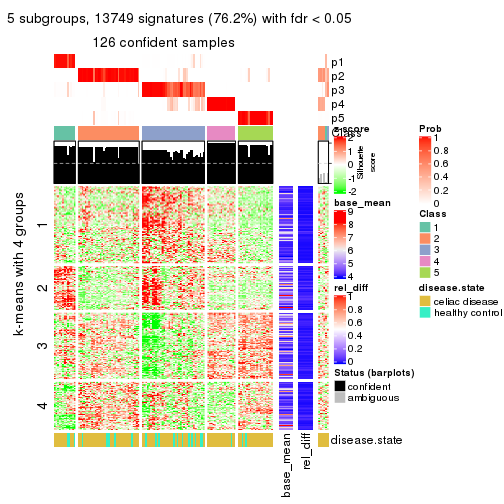 5 subgroups, 13749 signatures (76.2%) with fdr < 0.05
126 confident samples
p1
p2
p3
p4
p5
Class
z-score
2
1
0
-1
-2
Silhouette
score
base_mean
9
8
7
6
5
4
rel_diff
1
0.8
0.6
0.4
0.2
0
Status (barplots)
confident
ambiguous
Prob
1
0.8
0.6
0.4
0.2
0
Class
1
2
3
4
5
disease.state
celiac disease
healthy control
k-means with 4 groups
1
2
3
4
disease.state
base_mean
rel_diff